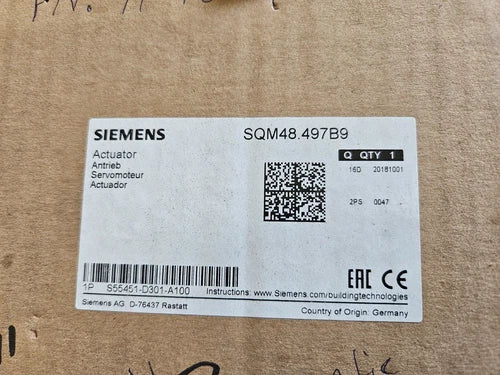 SIEMENS SQM48.497B9
Actuator
Antrieb
Servomoteur
Actuador
Q QTY 1
16D 20181001
2PS 0047
EAC CE
1P S55451-D301-A100
Instructions: www.Siemens.com/buildingtechnologies
Siemens AG D-76437 Rastatt
Country of Origin: Germany